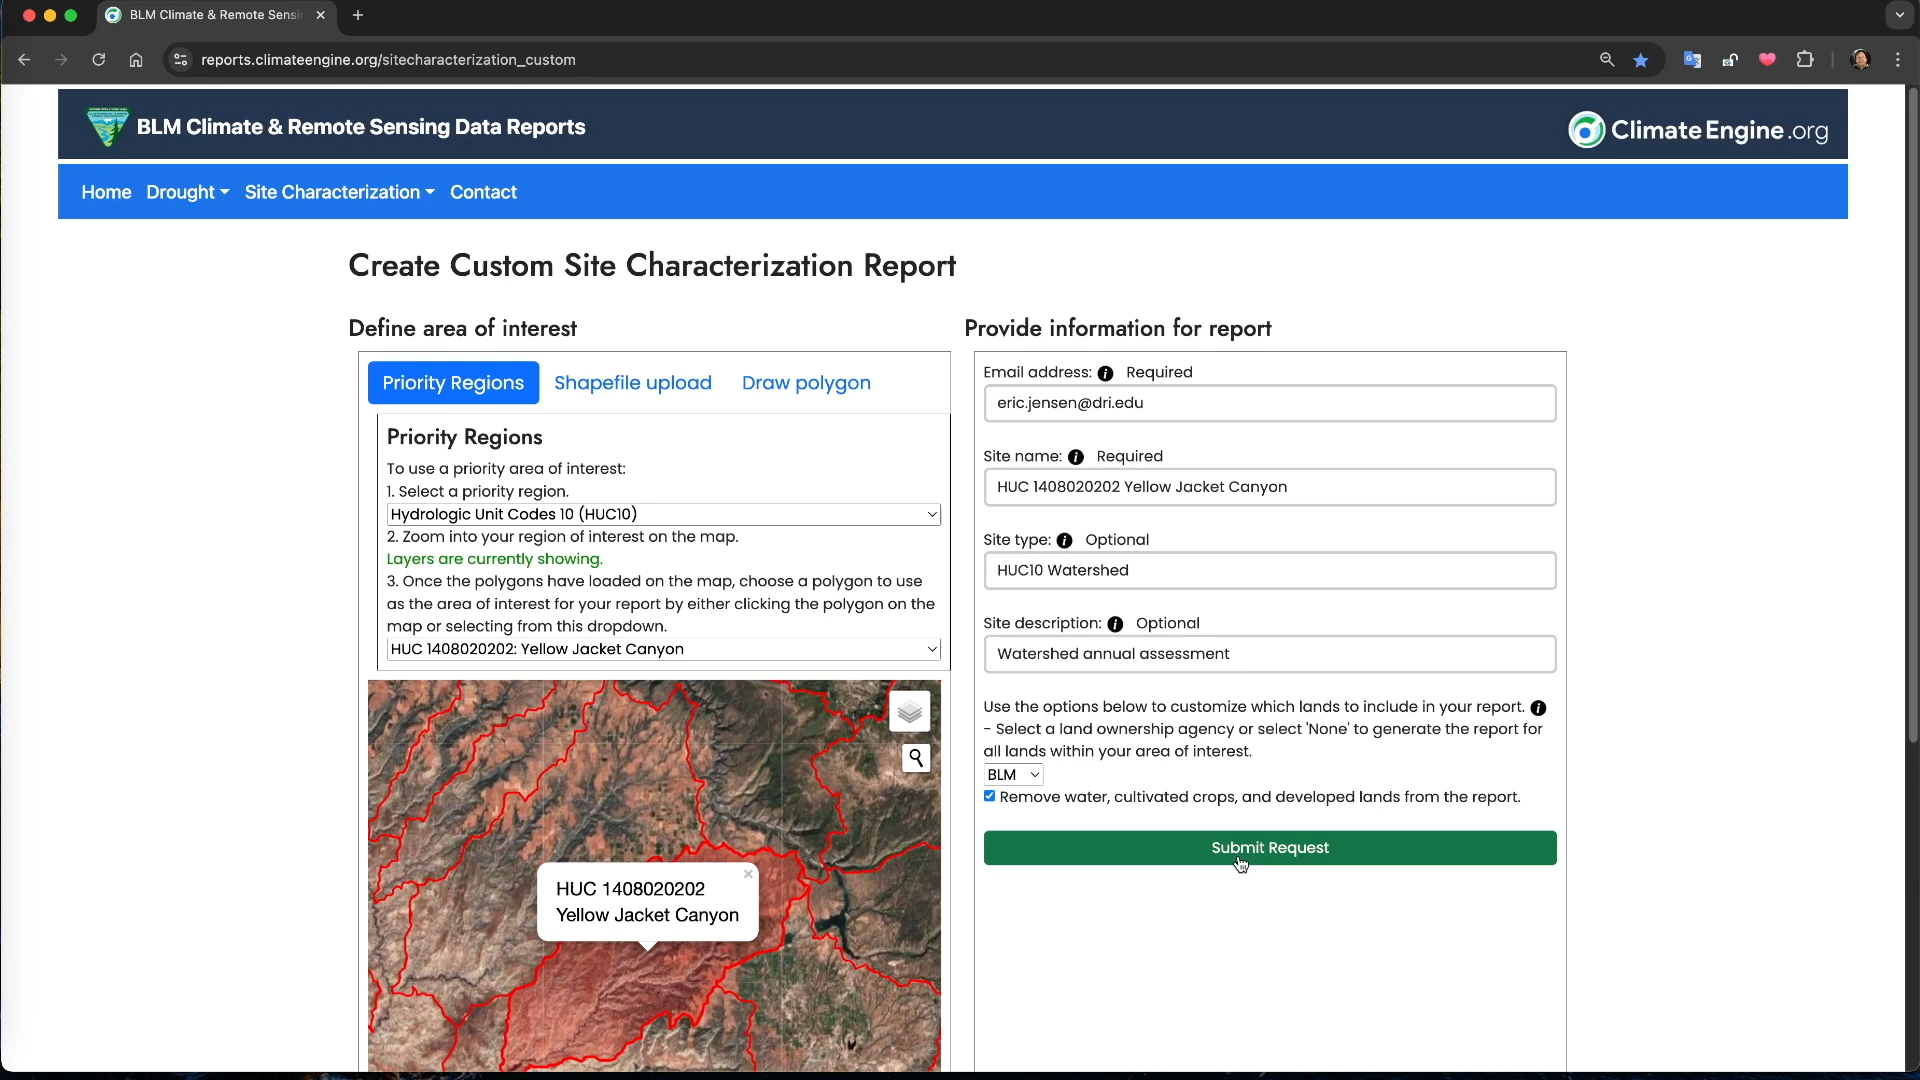 BLM Climate & Remote Sensi
reports.climateengine.org/sitecharacterization_custom
BLM Climate & Remote Sensing Data Reports
ClimateEngine.org
Home Drought Site Characterization Contact
Create Custom Site Characterization Report
Define area of interest
Priority Regions Shapefile upload Draw polygon
Priority Regions
To use a priority area of interest:
1. Select a priority region.
Hydrologic Unit Codes 10 (HUC10)
2. Zoom into your region of interest on the map.
Layers are currently showing.
3. Once the polygons have loaded on the map, choose a polygon to use
as the area of interest for your report by either clicking the polygon on the
map or selecting from this dropdown.
HUC 1408020202: Yellow Jacket Canyon
HUC 1408020202
Yellow Jacket Canyon
Provide information for report
Email address: Required
eric.jensen@dri.edu
Site name: Required
HUC 1408020202 Yellow Jacket Canyon
Site type: Optional
HUC10 Watershed
Site description: Optional
Watershed annual assessment
Use the options below to customize which lands to include in your report.
- Select a land ownership agency or select 'None' to generate the report for
all lands within your area of interest.
BLM
Remove water, cultivated crops, and developed lands from the report.
Submit Request